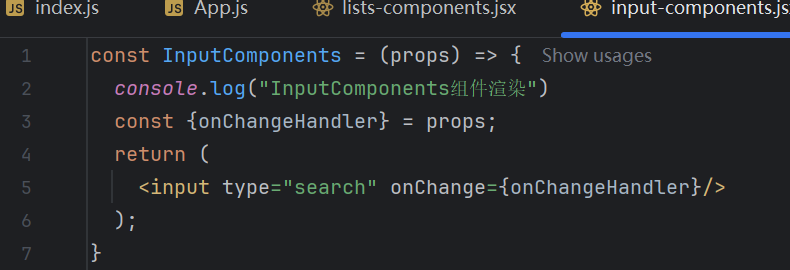 index.js App.js lists-components.jsx input-components.js
1 const InputComponents = (props) => { Show usages
2 console.log("InputComponents组件渲染")
3 const {onChangeHandler} = props;
4 return (
5 <input type="search" onChange={onChangeHandler}/>
6 );
7 }